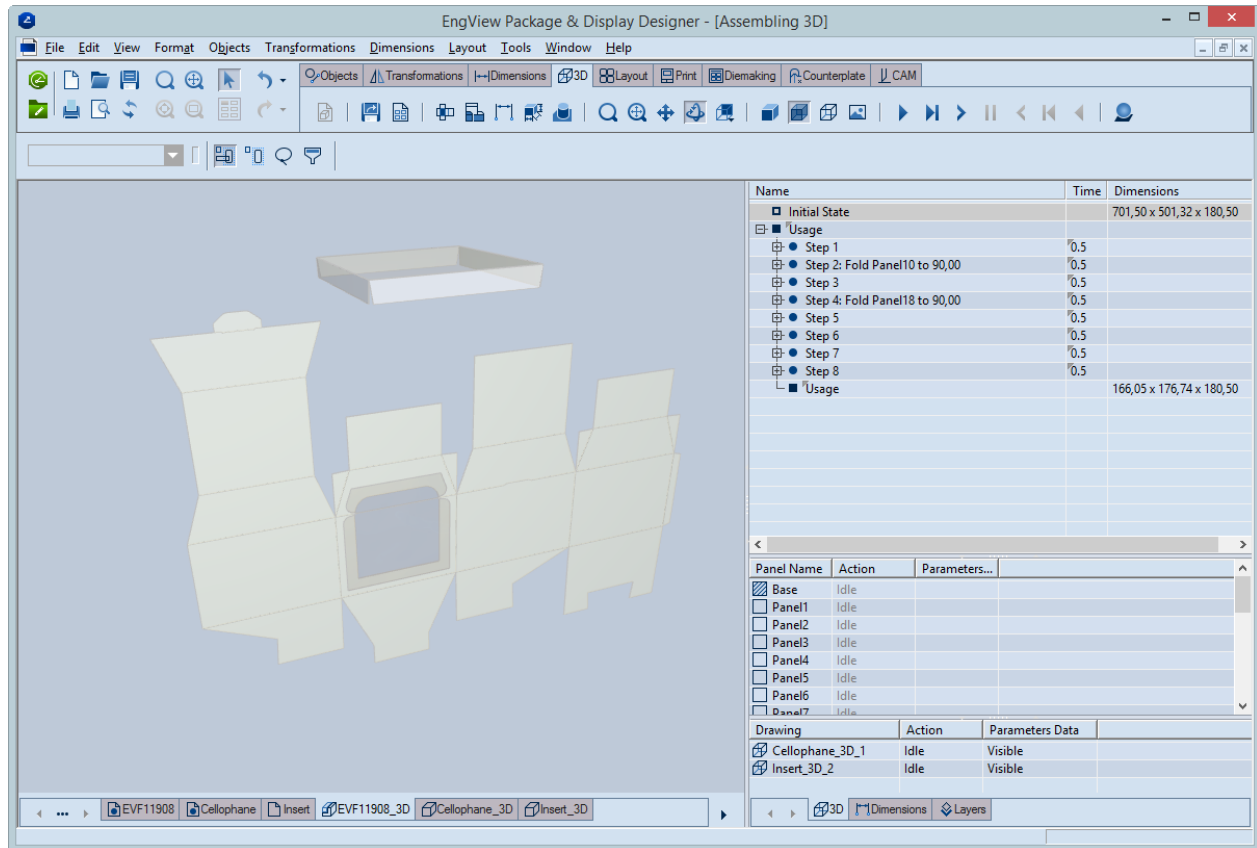 EngView Package & Display Designer - [Assembling 3D]
File Edit View Format Objects Transformations Dimensions Layout Tools Window Help
Objects Transformations Dimensions 3D Layout Print Diemaking Counterplate CAM
Name Time Dimensions
Initial State 701,50 x 501,32 x 180,50
Usage
Step 1 0.5
Step 2: Fold Panel10 to 90,00 0.5
Step 3 0.5
Step 4: Fold Panel18 to 90,00 0.5
Step 5 0.5
Step 6 0.5
Step 7 0.5
Step 8 0.5
Usage 166,05 x 176,74 x 180,50
Panel Name Action Parameters...
Base Idle
Panel1 Idle
Panel2 Idle
Panel3 Idle
Panel4 Idle
Panel5 Idle
Panel6 Idle
Panel7 Idle
Drawing Action Parameters Data
Cellophane_3D_1 Idle Visible
Insert_3D_2 Idle Visible
EVF11908 Cellophane Insert EVF11908_3D Cellophane_3D Insert_3D
3D Dimensions Layers